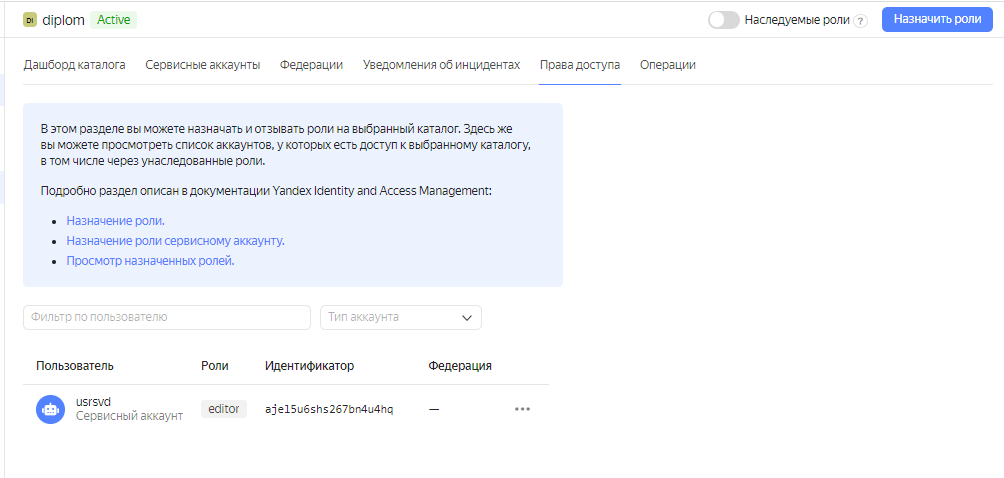 DI diplom Active Наследуемые роли ? Назначить роли
Дашборд каталога Сервисные аккаунты Федерации Уведомления об инцидентах Права доступа Операции
В этом разделе вы можете назначать и отзывать роли на выбранный каталог. Здесь же
вы можете просмотреть список аккаунтов, у которых есть доступ к выбранному каталогу,
в том числе через унаследованные роли.
Подробно раздел описан в документации Yandex Identity and Access Management:
• Назначение роли.
• Назначение роли сервисному аккаунту.
• Просмотр назначенных ролей.
Фильтр по пользователю Тип аккаунта
Пользователь Роли Идентификатор Федерация
usrsvd
Сервисный аккаунт editor ajel5u6shs267bn4u4hq —